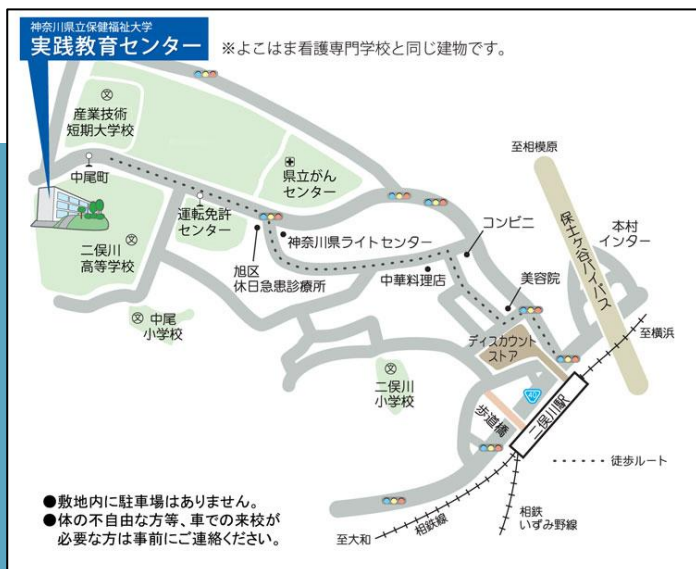 神奈川県立保健福祉大学
実践教育センター
※よこはま看護専門学校と同じ建物です。
産業技術
短期大学校
中尾町
県立がん
センター
運転免許
センター
二俣川
高等学校
旭区
休日急患診療所
神奈川県ライトセンター
中華料理店
コンビニ
美容院
至相模原
保土ヶ谷バイパス
本村
インター
至横浜
中尾
小学校
二俣川
小学校
ディスカウント
ストア
歩道橋
二俣川駅
徒歩ルート
●敷地内に駐車場はありません。
●体の不自由な方等、車での来校が
必要な方は事前にご連絡ください。
至大和
相鉄線
相鉄
いずみ野線